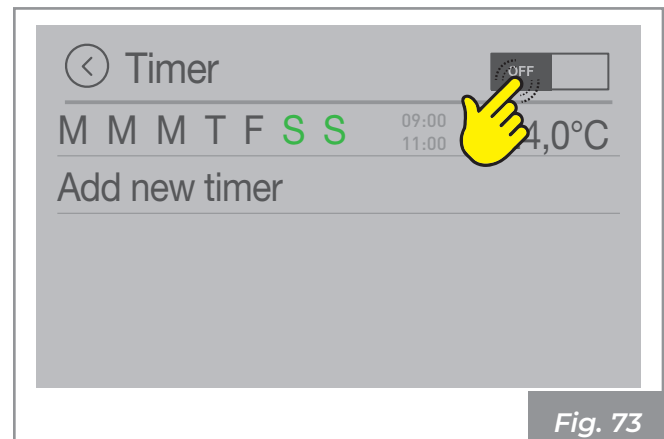 Timer
OFF
M M M T F S S
09:00
11:00
4,0°C
Add new timer
Fig. 73